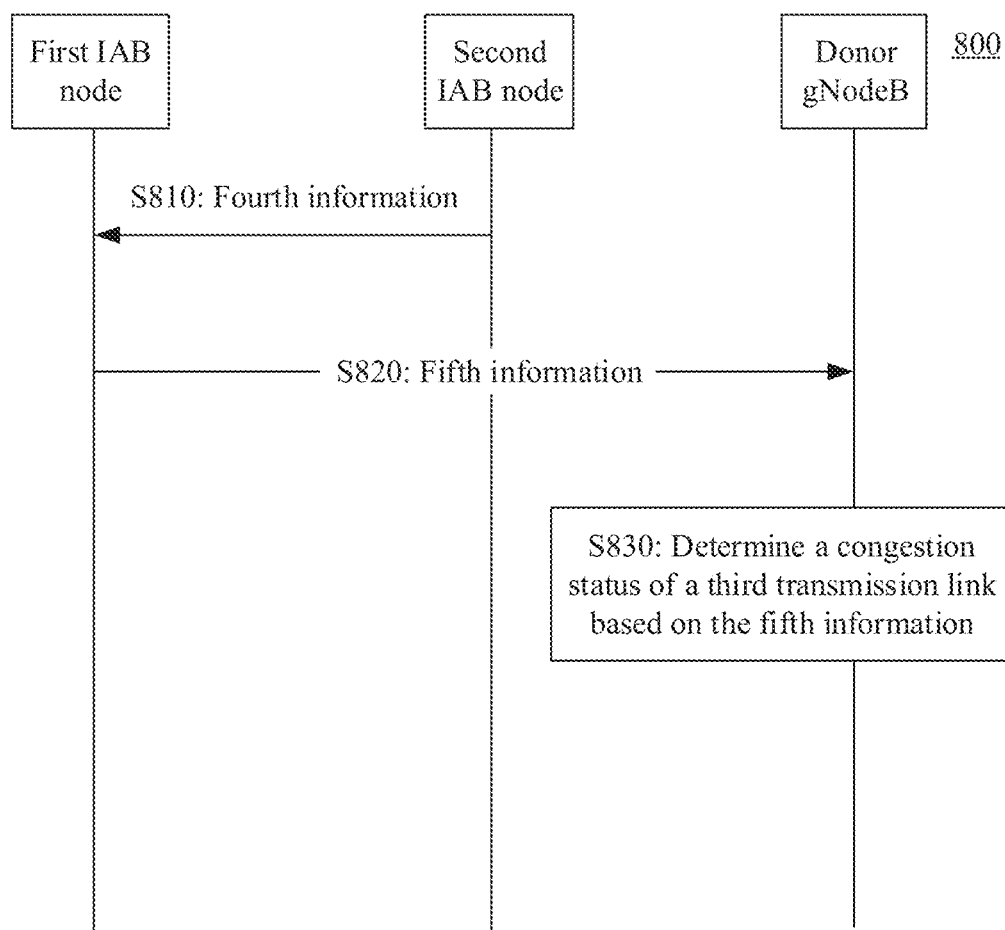 First IAB
node
Second
IAB node
Donor
gNodeB
800
S810: Fourth information
S820: Fifth information
S830: Determine a congestion
status of a third transmission link
based on the fifth information